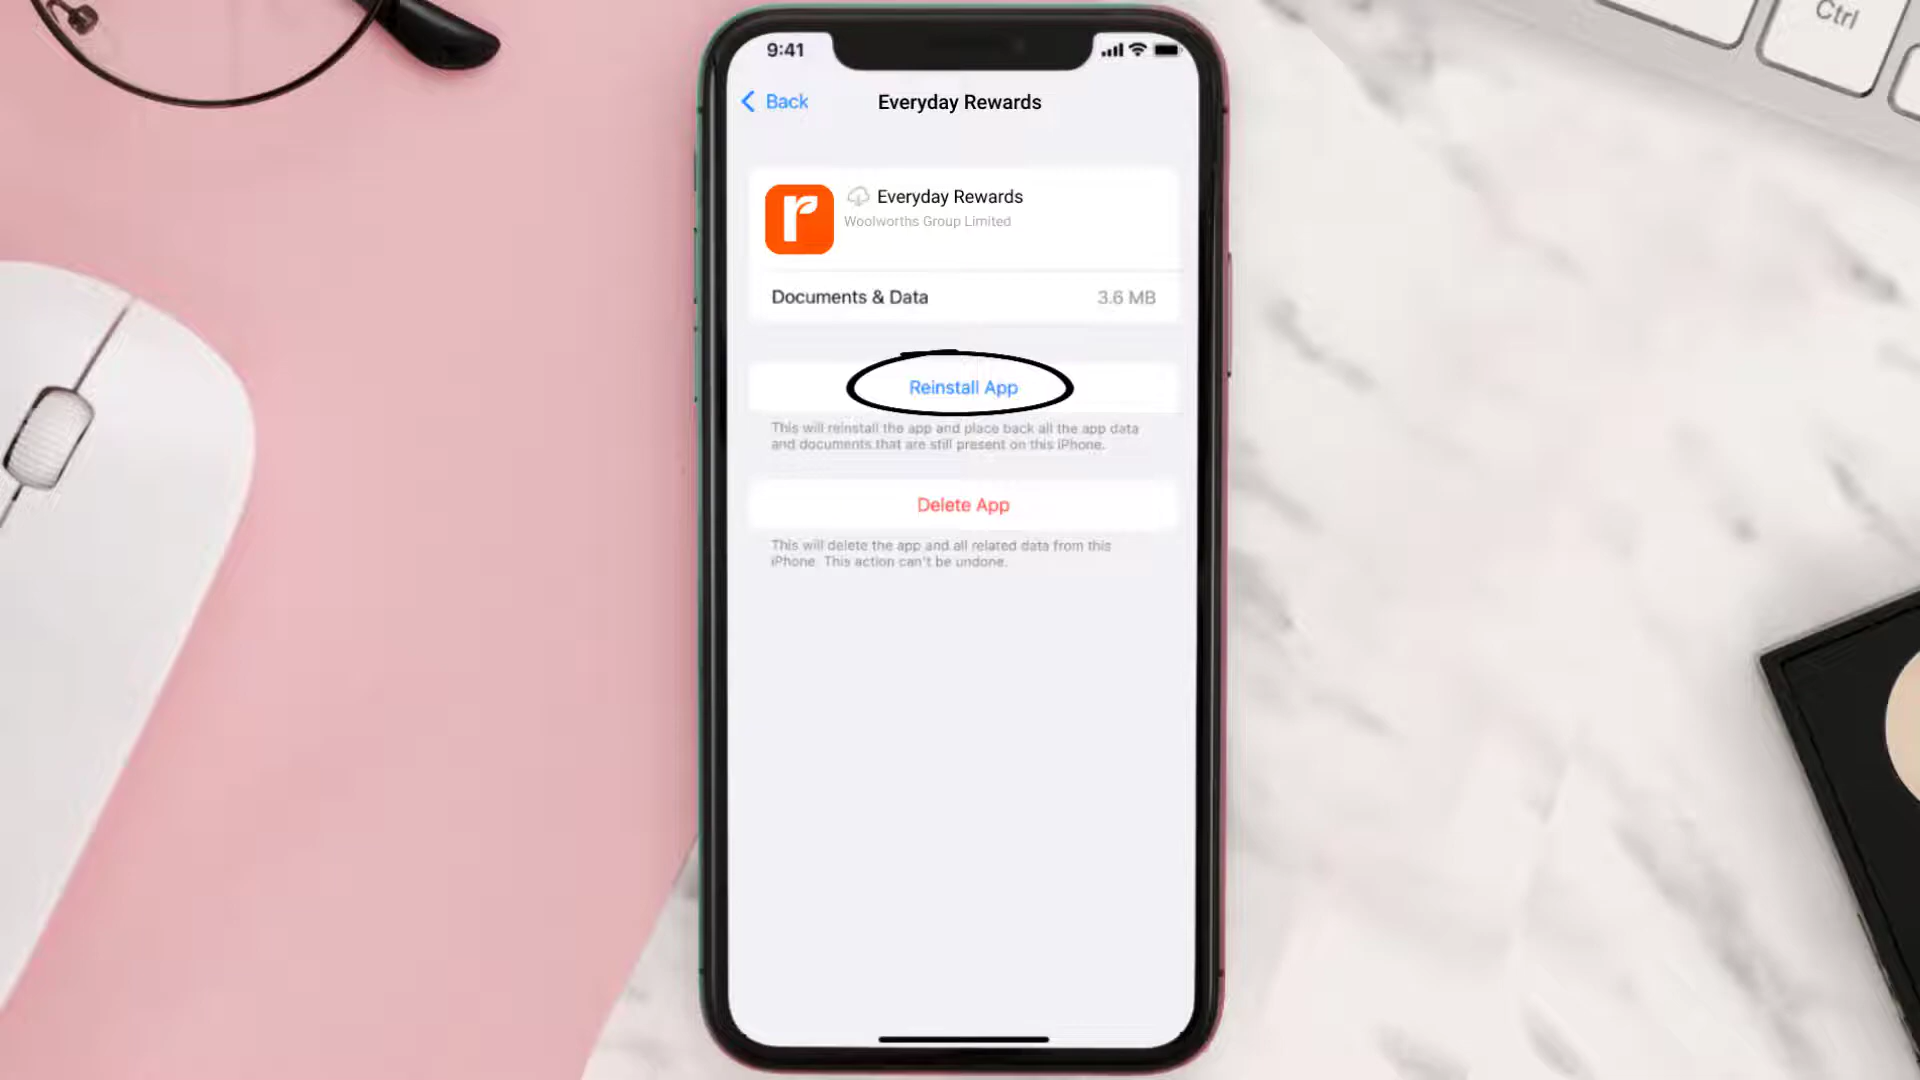 Ctrl
9:41
Back
Everyday Rewards
r
Everyday Rewards
Woolworths Group Limited
Documents & Data
3.6 MB
Reinstall App
This will reinstall the app and place back all the app data
and documents that are still present on this iPhone.
Delete App
This will delete the app and all related data from this
iPhone. This action can't be undone.